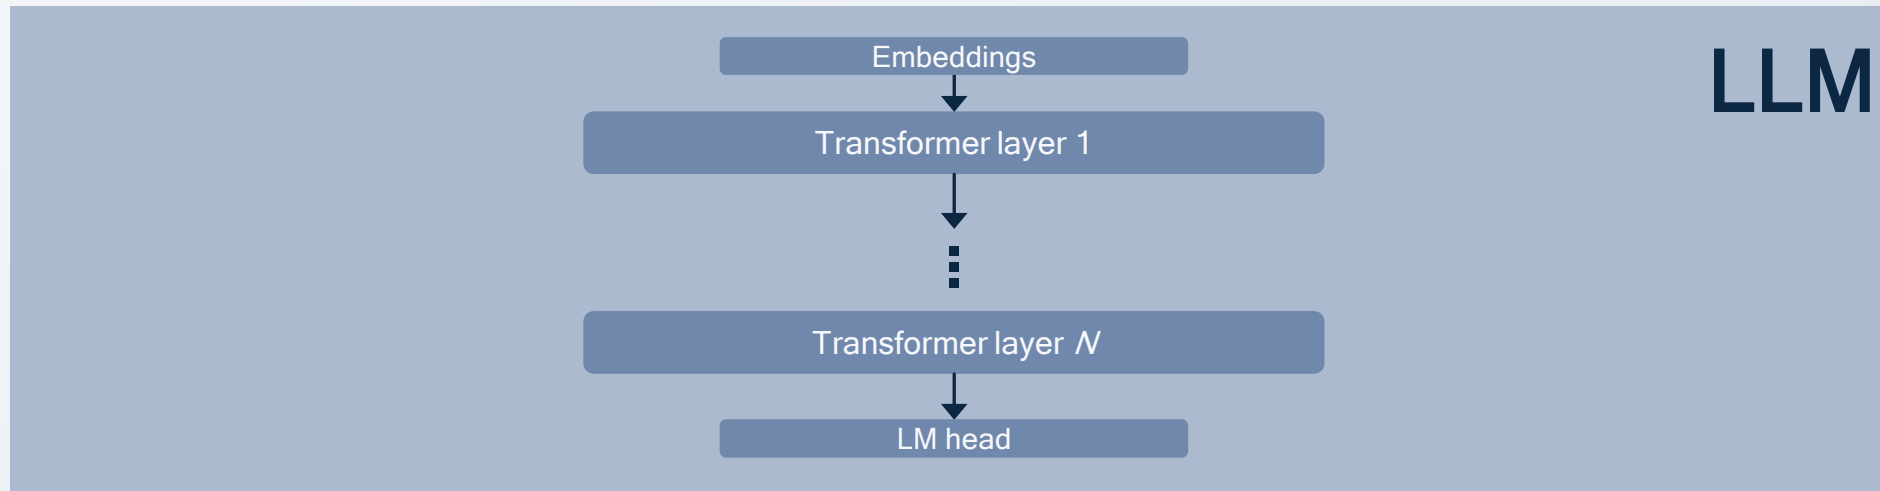 LLM
Embeddings
Transformer layer 1
Transformer layer N
LM head